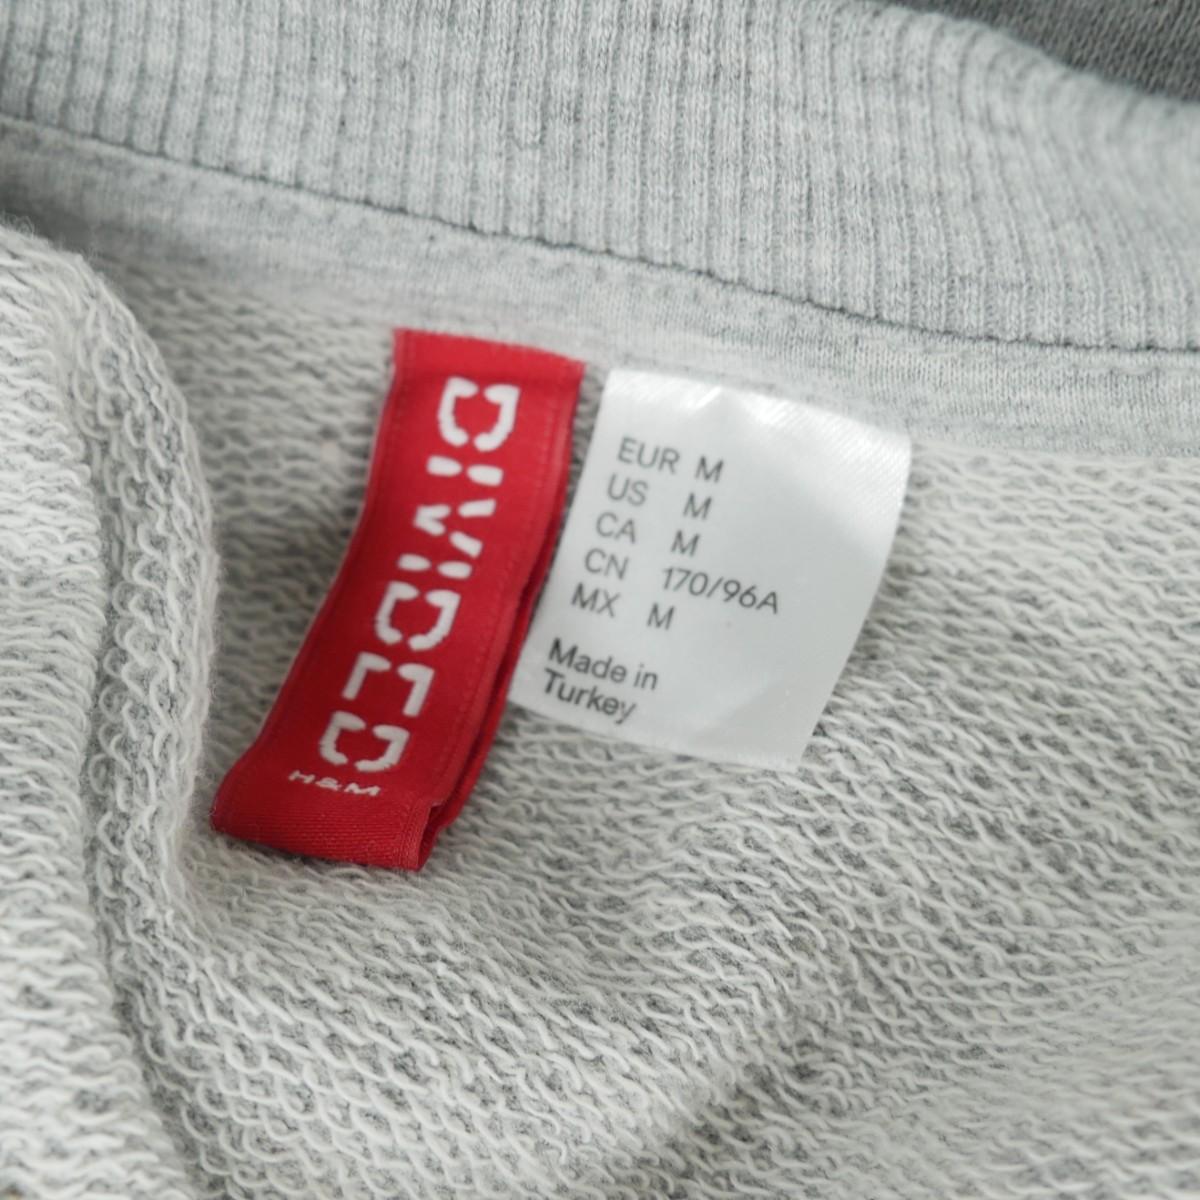 DIVIDED
H&M
EUR M
US M
CA M
CN 170/96A
MX M
Made in
Turkey